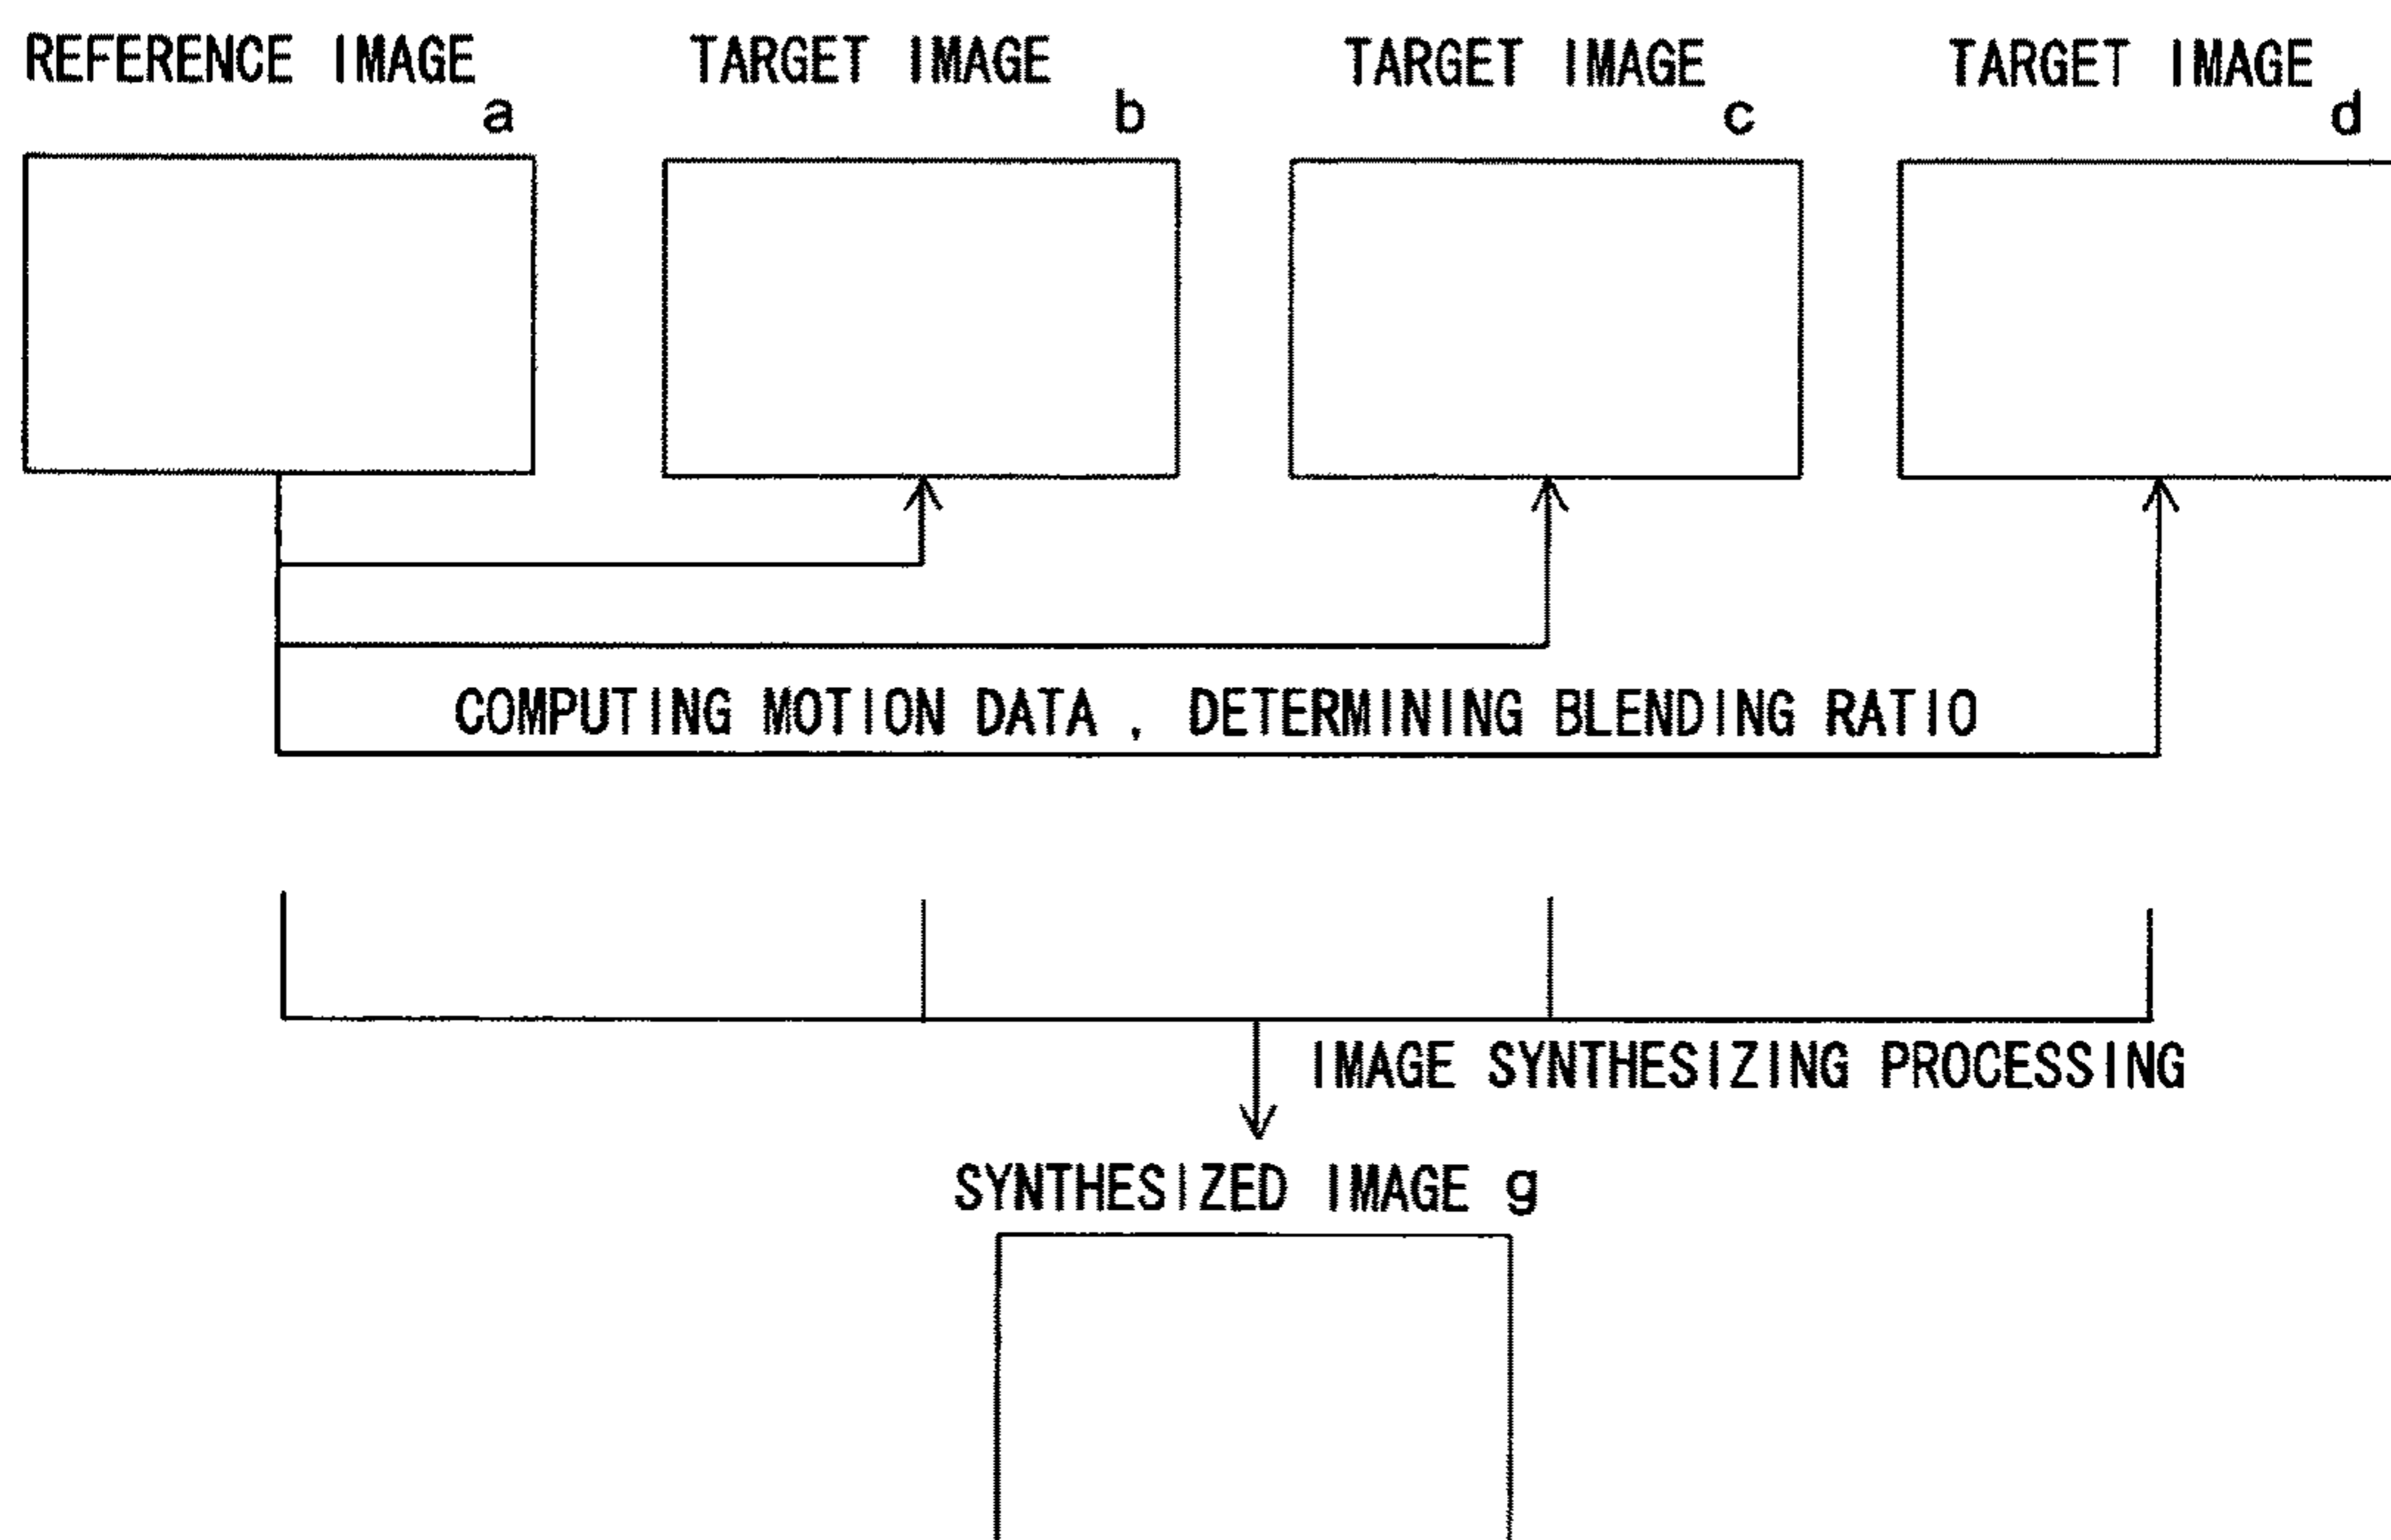 REFERENCE IMAGE a
TARGET IMAGE b
TARGET IMAGE c
TARGET IMAGE d
COMPUTING MOTION DATA , DETERMINING BLENDING RATIO
IMAGE SYNTHESIZING PROCESSING
SYNTHESIZED IMAGE g